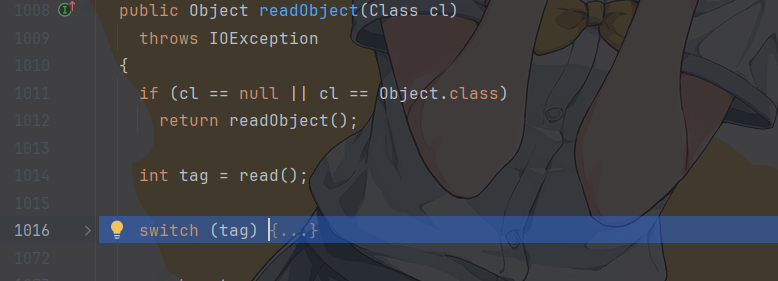 1008 public Object readObject(Class cl)
1009 throws IOException
1010 {
1011 if (cl == null || cl == Object.class)
1012 return readObject();
1013
1014 int tag = read();
1015
1016 switch (tag) {...}
1072